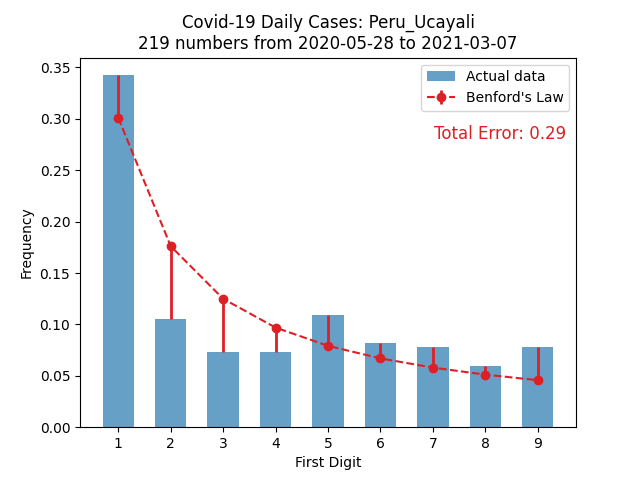 Covid-19 Daily Cases: Peru_Ucayali
219 numbers from 2020-05-28 to 2021-03-07
Actual data
Benford's Law
Total Error: 0.29
Frequency
0.35
0.30
0.25
0.20
0.15
0.10
0.05
0.00
1 2 3 4 5 6 7 8 9
First Digit